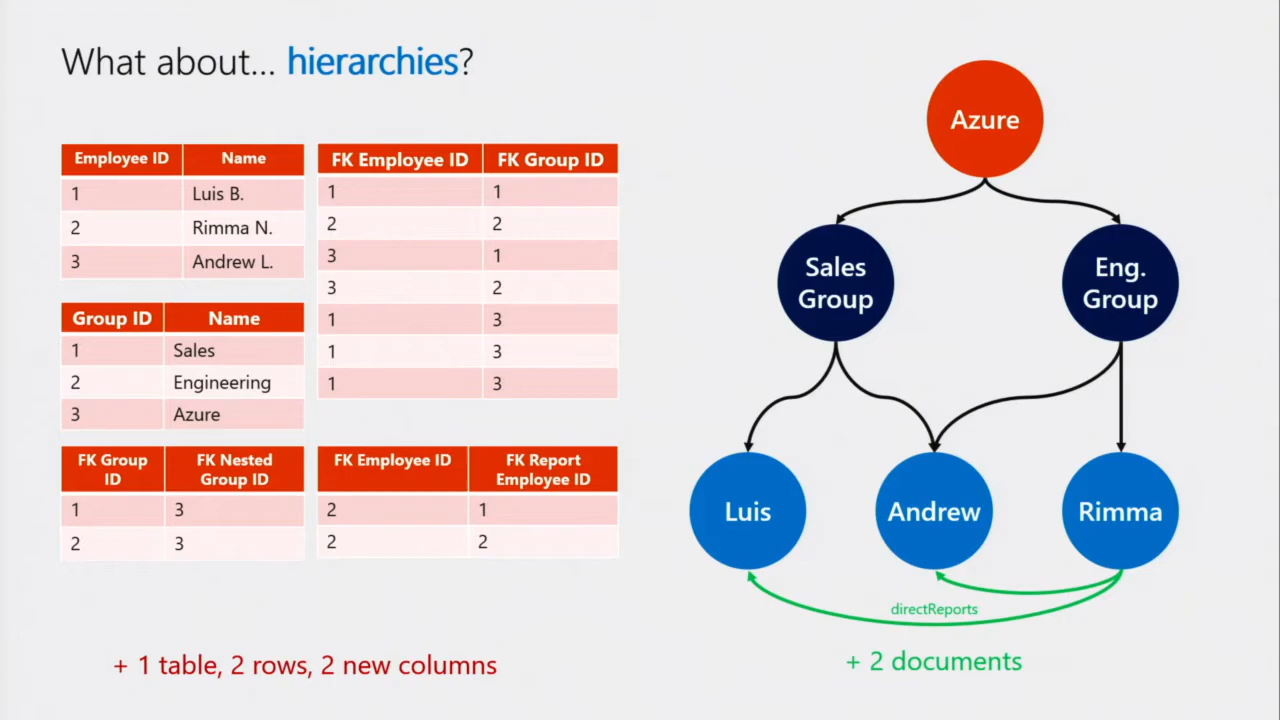 What about... hierarchies?
Employee ID Name
1 Luis B.
2 Rimma N.
3 Andrew L.
Group ID Name
1 Sales
2 Engineering
3 Azure
FK Employee ID FK Group ID
1 1
2 2
3 1
3 2
1 3
1 3
1 3
FK Group
ID
FK Nested
Group ID
1 3
2 3
FK Employee ID
FK Report
Employee ID
2 1
2 2
+ 1 table, 2 rows, 2 new columns
Azure
Sales
Group
Eng.
Group
Luis
Andrew
Rimma
directReports
+ 2 documents